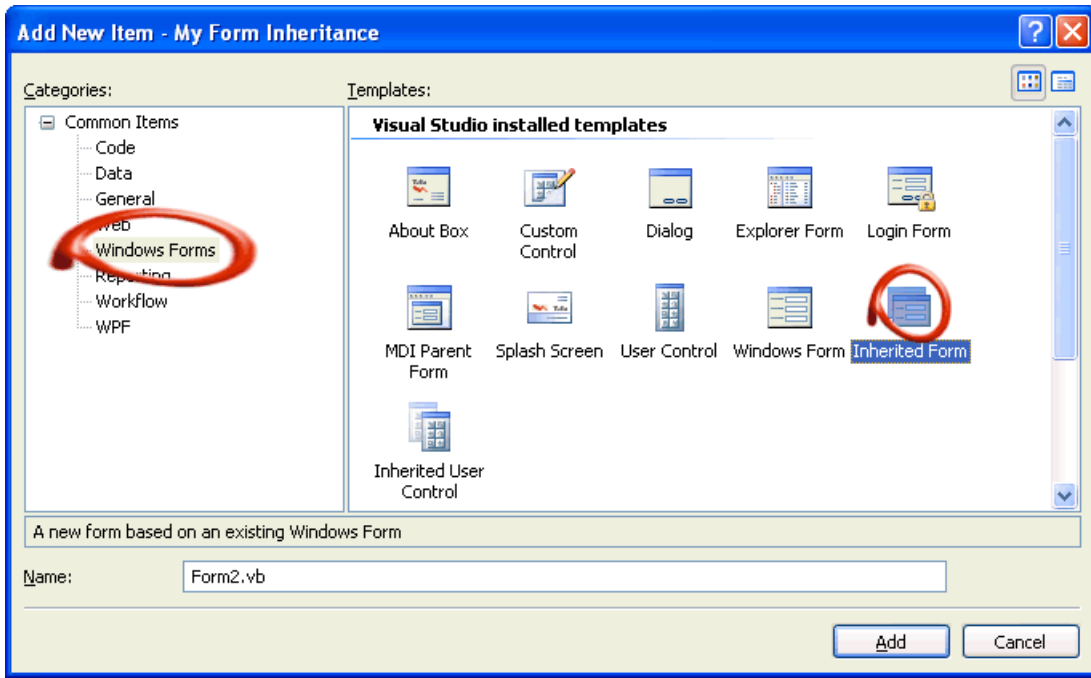 Add New Item - My Form Inheritance
Categories:
Templates:
Common Items
Code
Data
General
Web
Windows Forms
Reporting
Workflow
WPF
Visual Studio installed templates
About Box
Custom
Control
Dialog
Explorer Form
Login Form
MDI Parent
Form
Splash Screen
User Control
Windows Form
Inherited Form
Inherited User
Control
A new form based on an existing Windows Form
Name:
Form2.vb
Add
Cancel